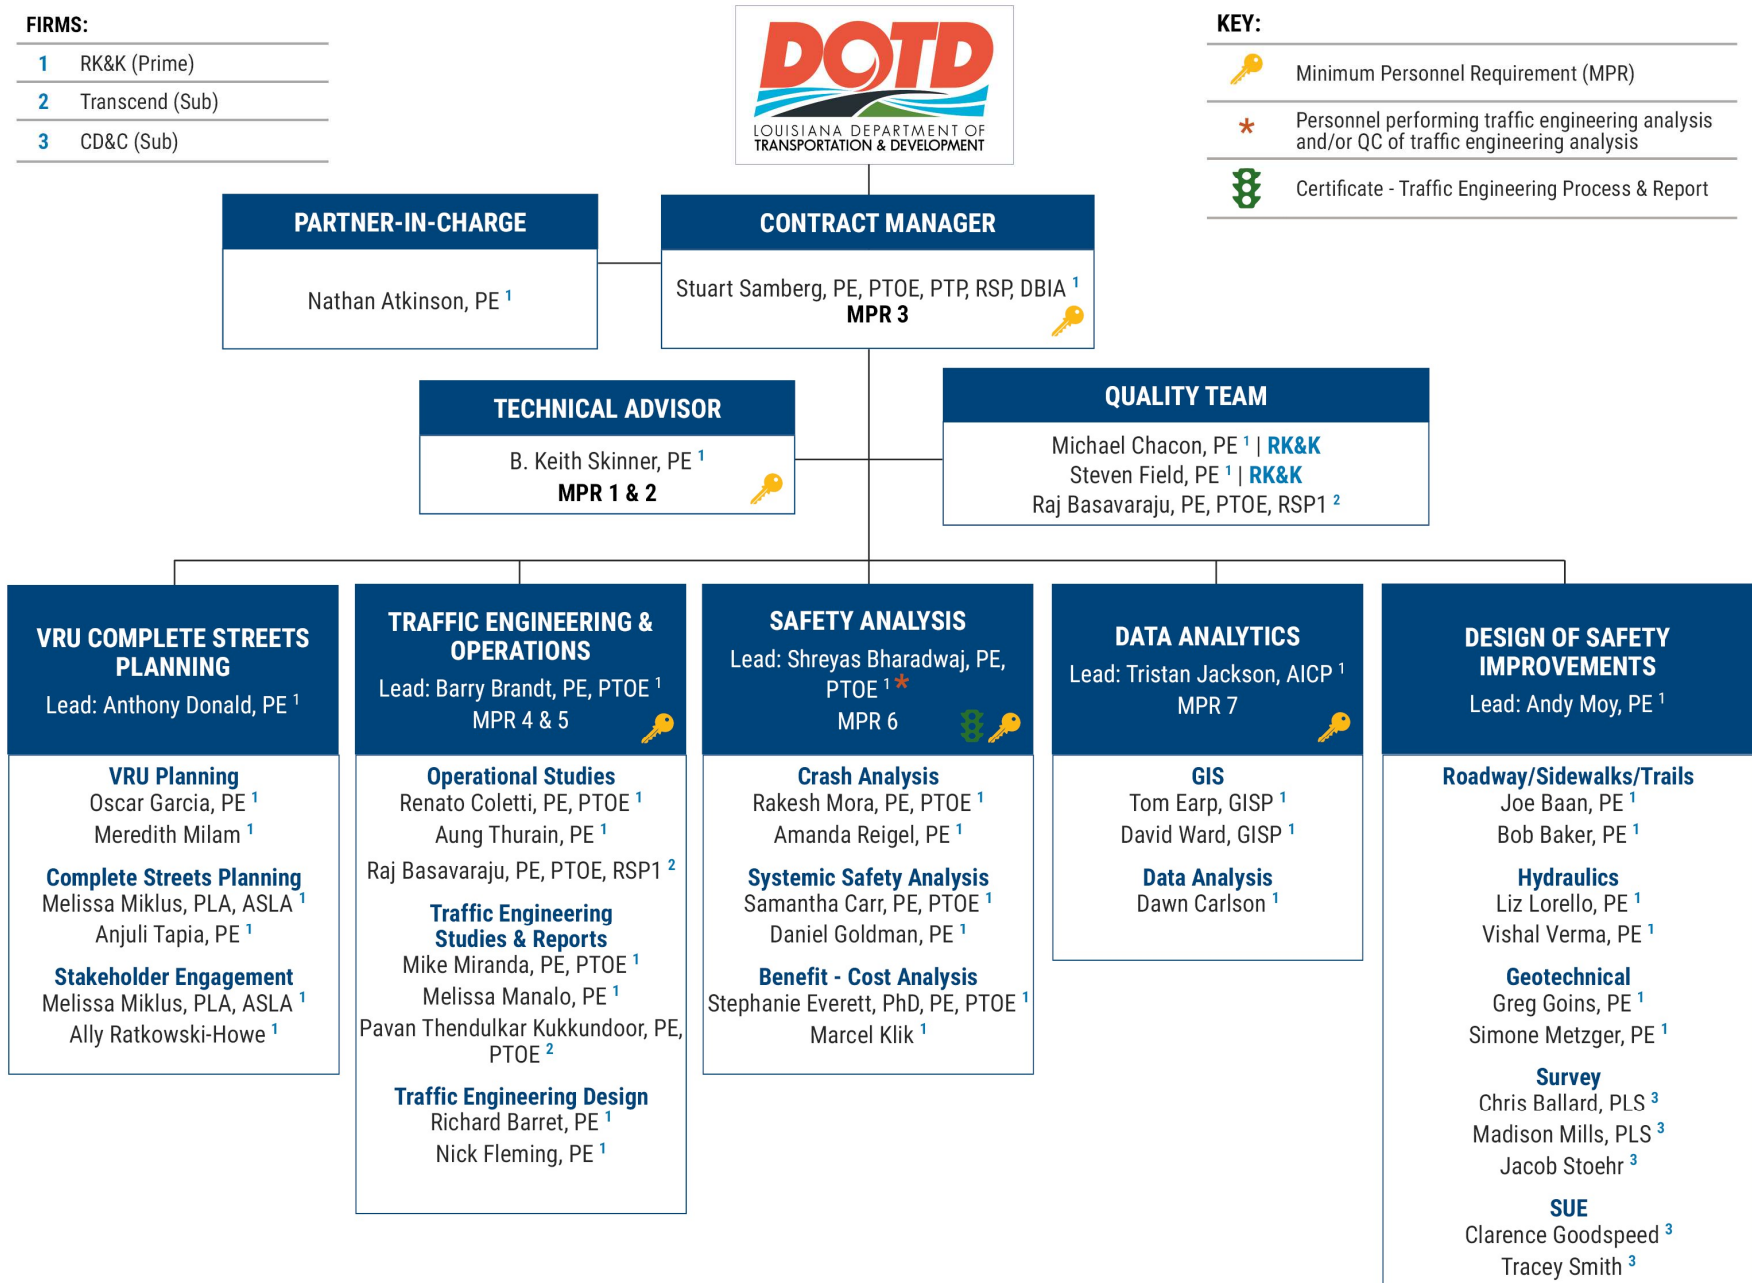 FIRMS:
1 RK&K (Prime)
2 Transcend (Sub)
3 CD&C (Sub)
DOTD
LOUISIANA DEPARTMENT OF
TRANSPORTATION & DEVELOPMENT
KEY:
Minimum Personnel Requirement (MPR)
* Personnel performing traffic engineering analysis
and/or QC of traffic engineering analysis
Certificate - Traffic Engineering Process & Report
PARTNER-IN-CHARGE
Nathan Atkinson, PE 1
CONTRACT MANAGER
Stuart Samberg, PE, PTOE, PTP, RSP, DBIA 1
MPR 3
TECHNICAL ADVISOR
B. Keith Skinner, PE 1
MPR 1 & 2
QUALITY TEAM
Michael Chacon, PE 1 | RK&K
Steven Field, PE 1 | RK&K
Raj Basavaraju, PE, PTOE, RSP1 2
VRU COMPLETE STREETS
PLANNING
Lead: Anthony Donald, PE 1
VRU Planning
Oscar Garcia, PE 1
Meredith Milam 1
Complete Streets Planning
Melissa Miklus, PLA, ASLA 1
Anjuli Tapia, PE 1
Stakeholder Engagement
Melissa Miklus, PLA, ASLA 1
Ally Ratkowski-Howe 1
TRAFFIC ENGINEERING &
OPERATIONS
Lead: Barry Brandt, PE, PTOE 1
MPR 4 & 5
Operational Studies
Renato Coletti, PE, PTOE 1
Aung Thurain, PE 1
Raj Basavaraju, PE, PTOE, RSP1 2
Traffic Engineering
Studies & Reports
Mike Miranda, PE, PTOE 1
Melissa Manalo, PE 1
Pavan Thendulkar Kukkundoor, PE,
PTOE 2
Traffic Engineering Design
Richard Barret, PE 1
Nick Fleming, PE 1
SAFETY ANALYSIS
Lead: Shreyas Bharadwaj, PE,
PTOE 1 *
MPR 6
Crash Analysis
Rakesh Mora, PE, PTOE 1
Amanda Reigel, PE 1
Systemic Safety Analysis
Samantha Carr, PE, PTOE 1
Daniel Goldman, PE 1
Benefit - Cost Analysis
Stephanie Everett, PhD, PE, PTOE 1
Marcel Klik 1
DATA ANALYTICS
Lead: Tristan Jackson, AICP 1
MPR 7
GIS
Tom Earp, GISP 1
David Ward, GISP 1
Data Analysis
Dawn Carlson 1
DESIGN OF SAFETY
IMPROVEMENTS
Lead: Andy Moy, PE 1
Roadway/Sidewalks/Trails
Joe Baan, PE 1
Bob Baker, PE 1
Hydraulics
Liz Lorello, PE 1
Vishal Verma, PE 1
Geotechnical
Greg Goins, PE 1
Simone Metzger, PE 1
Survey
Chris Ballard, PLS 3
Madison Mills, PLS 3
Jacob Stoehr 3
SUE
Clarence Goodspeed 3
Tracey Smith 3